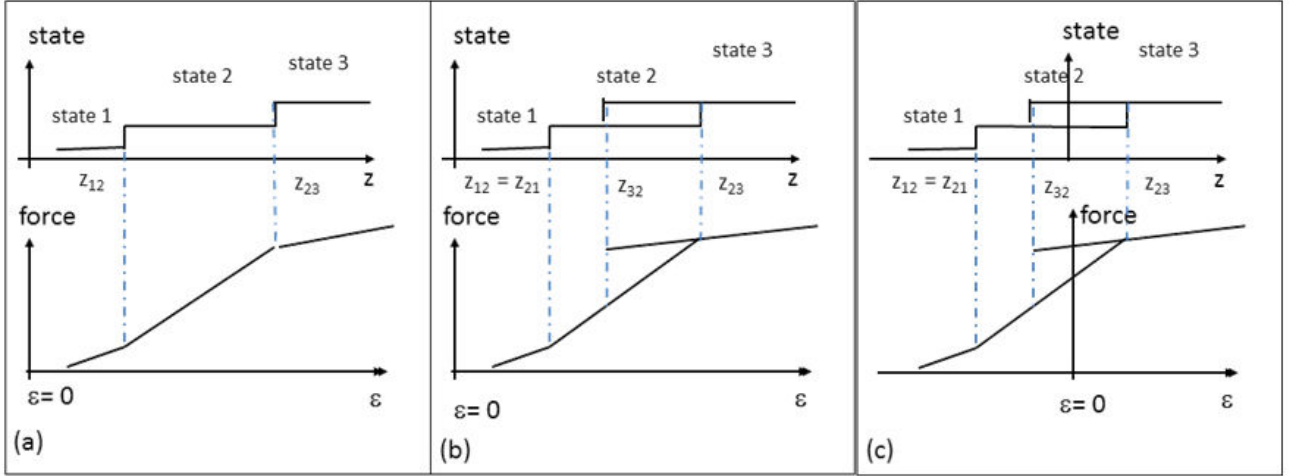 state
state 2
state 3
state 1
z12
z23
z
force
ε= 0
ε
(a)
state
state 3
state 2
state 1
z12 = z21
z32
z23
z
force
ε= 0
ε
(b)
state
state 3
state 2
state 1
z12 = z21
z32
z23
z
force
ε= 0
ε
(c)